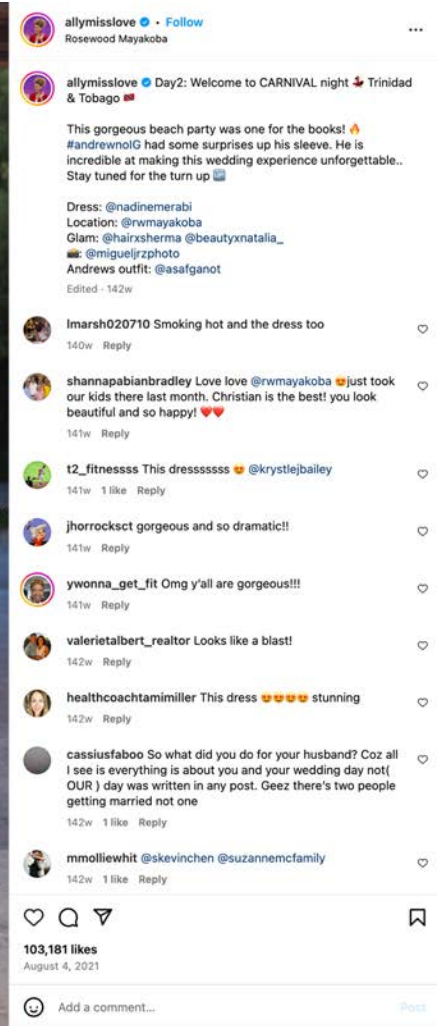 allymisslove • Follow
Rosewood Mayakoba
allymisslove Day2: Welcome to CARNIVAL night 💃 Trinidad
& Tobago 🇹🇹
This gorgeous beach party was one for the books! 🔥
#andrewnolG had some surprises up his sleeve. He is
incredible at making this wedding experience unforgettable..
Stay tuned for the turn up 🆙
Dress: @nadinemerabi
Location: @rwmayakoba
Glam: @hairxsherma @beautyxnatalia_
📸: @migueljrzphoto
Andrews outfit: @asafganot
Edited · 142w
lmarsh020710 Smoking hot and the dress too
140w Reply
shannapabianbradley Love love @rwmayakoba 😍just took
our kids there last month. Christian is the best! you look
beautiful and so happy! ❤️❤️
141w Reply
t2_fitnessss This dresssssss 😍 @krystlejbailey
141w 1 like Reply
jhorrocksct gorgeous and so dramatic!!
141w Reply
ywonna_get_fit Omg y'all are gorgeous!!!
141w Reply
valerietalbert_realtor Looks like a blast!
142w Reply
healthcoachtamimiller This dress 😍😍😍😍 stunning
142w Reply
cassiusfaboo So what did you do for your husband? Coz all
I see is everything is about you and your wedding day not(
OUR ) day was written in any post. Geez there's two people
getting married not one
142w 1 like Reply
mmolliewhit @skevinchen @suzannemcfamily
142w 1 like Reply
103,181 likes
August 4, 2021
Add a comment...
Post